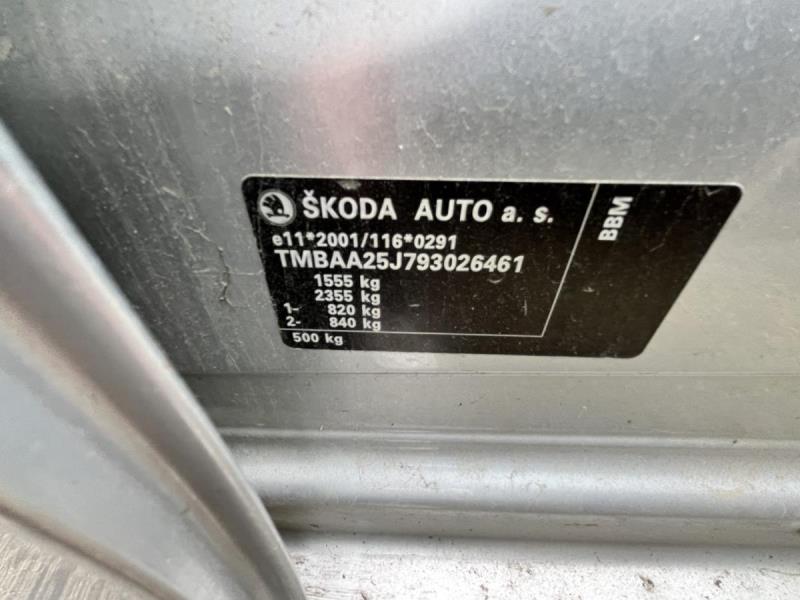 ŠKODA AUTO a. s.
e11*2001/116*0291
TMBAA25J793026461
1555 kg
2355 kg
1- 820 kg
2- 840 kg
500 kg
BBM